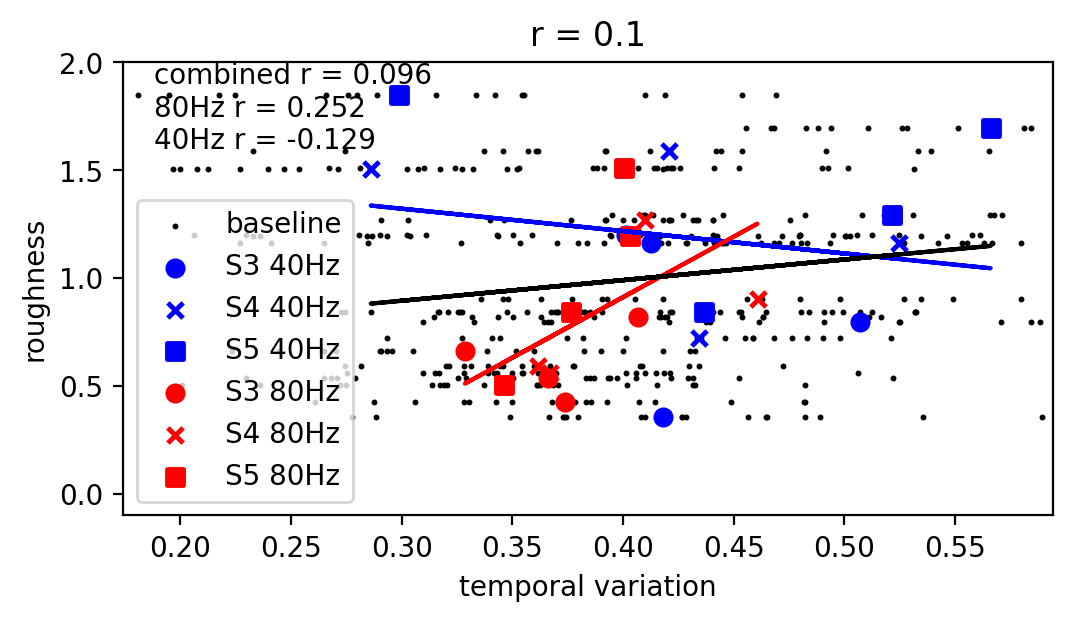 r = 0.1
combined r = 0.096
80Hz r = 0.252
40Hz r = -0.129
baseline
S3 40Hz
S4 40Hz
S5 40Hz
S3 80Hz
S4 80Hz
S5 80Hz
roughness
2.0
1.5
1.0
0.5
0.0
0.20 0.25 0.30 0.35 0.40 0.45 0.50 0.55
temporal variation